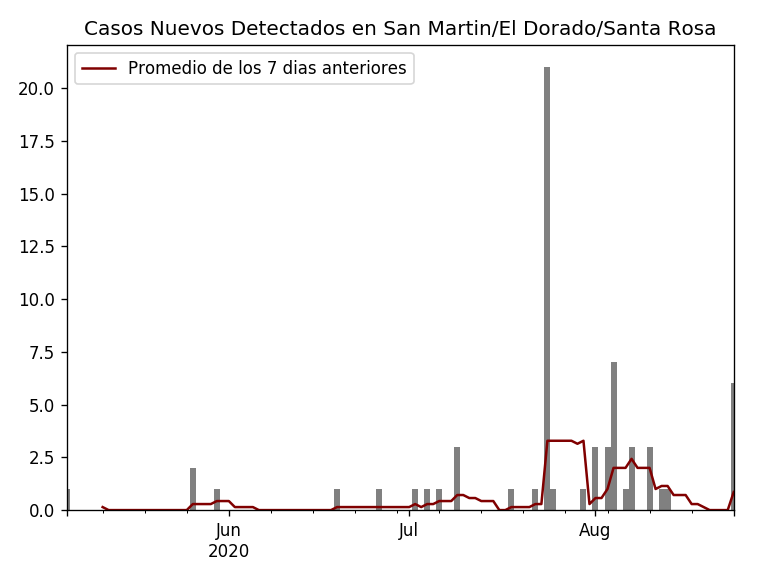 Casos Nuevos Detectados en San Martin/El Dorado/Santa Rosa
Promedio de los 7 dias anteriores
20.0
17.5
15.0
12.5
10.0
7.5
5.0
2.5
0.0
Jun
2020
Jul
Aug